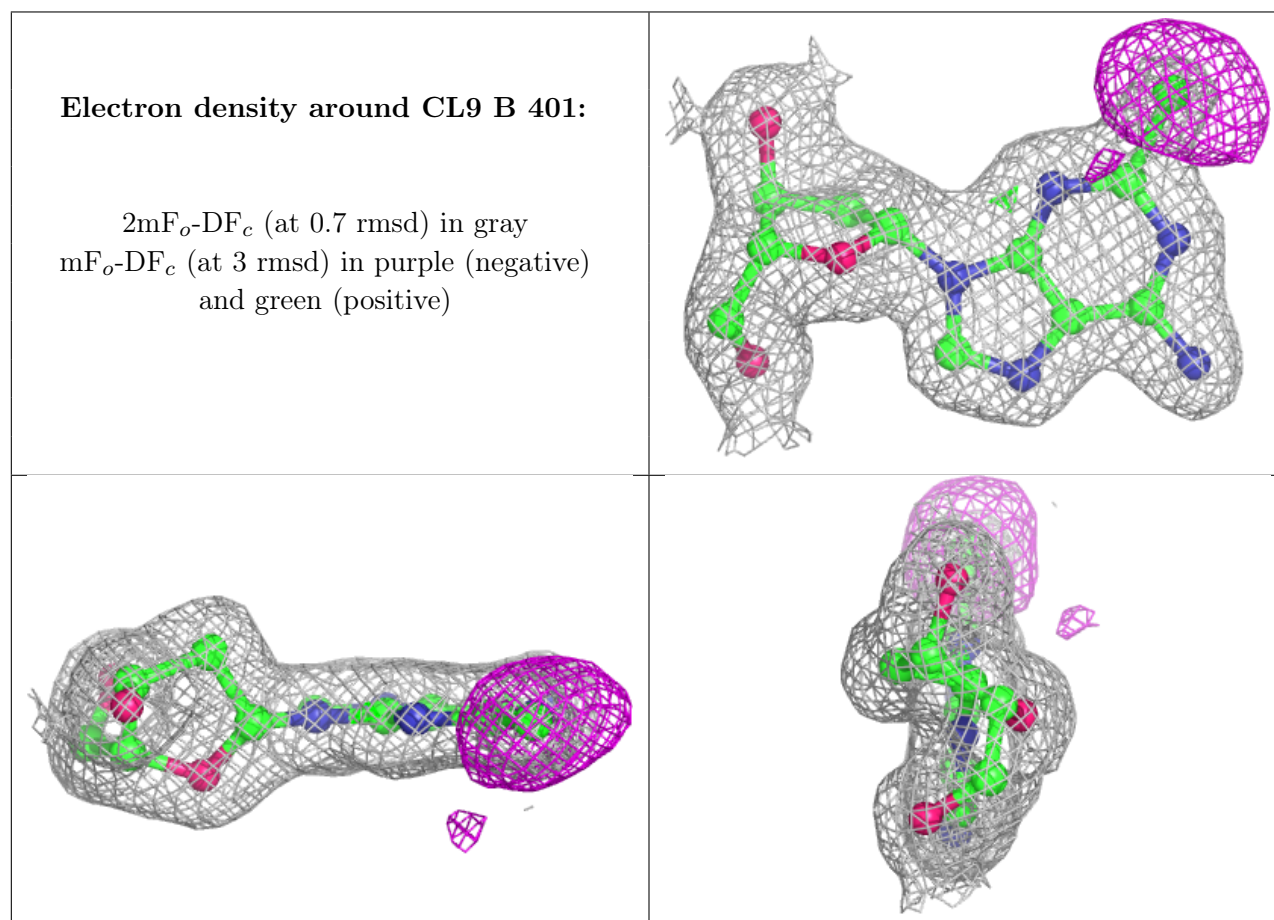 Electron density around CL9 B 401:
2mFo-DFc (at 0.7 rmsd) in gray
mFo-DFc (at 3 rmsd) in purple (negative)
and green (positive)